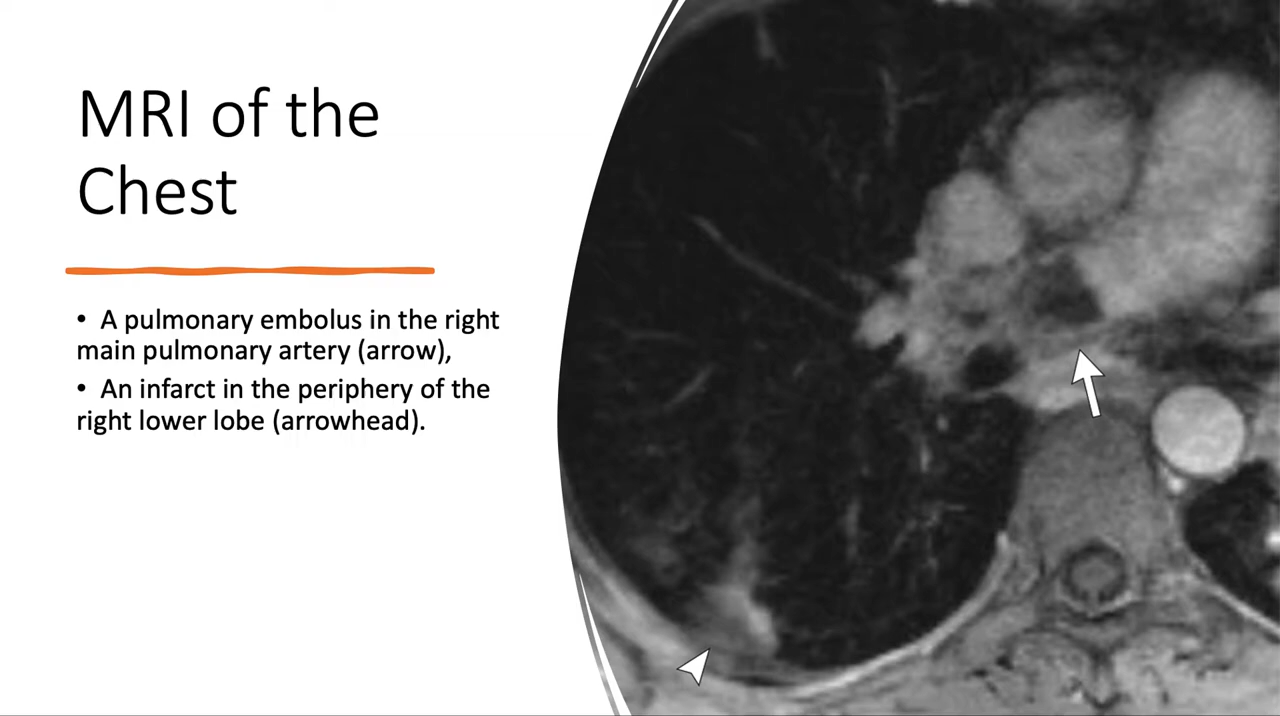 MRI of the
Chest
• A pulmonary embolus in the right
main pulmonary artery (arrow),
• An infarct in the periphery of the
right lower lobe (arrowhead).